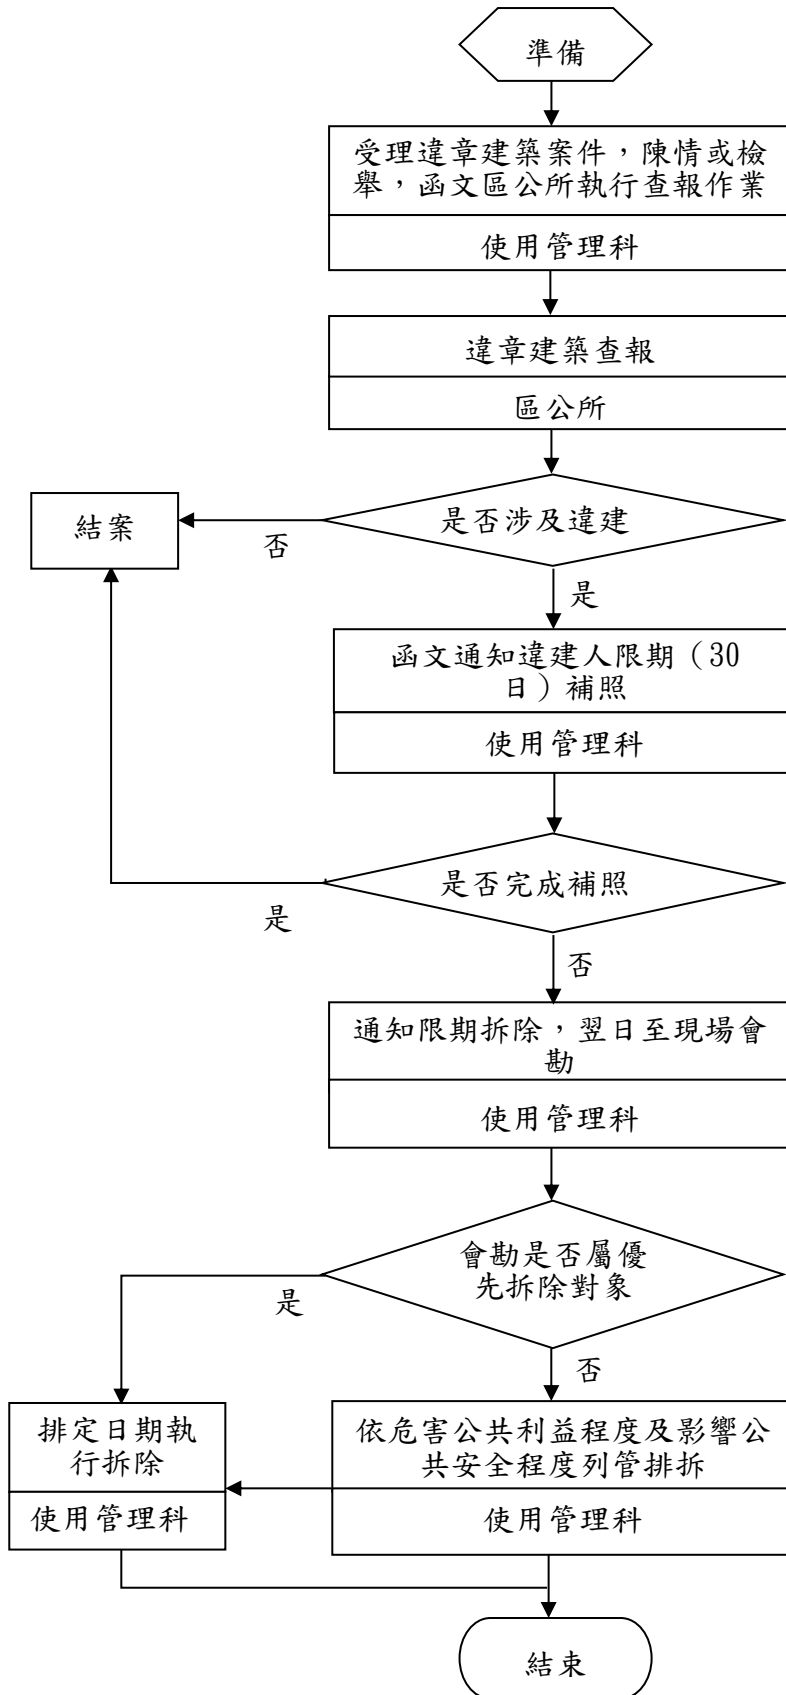 準備
受理違章建築案件，陳情或檢
舉，函文區公所執行查報作業
使用管理科
違章建築查報
區公所
是否涉及違建
結案
否
是
函文通知違建人限期（30
日）補照
使用管理科
是否完成補照
是
否
通知限期拆除，翌日至現場會
勘
使用管理科
會勘是否屬優
先拆除對象
是
否
排定日期執
行拆除
使用管理科
依危害公共利益程度及影響公
共安全程度列管排拆
使用管理科
結束